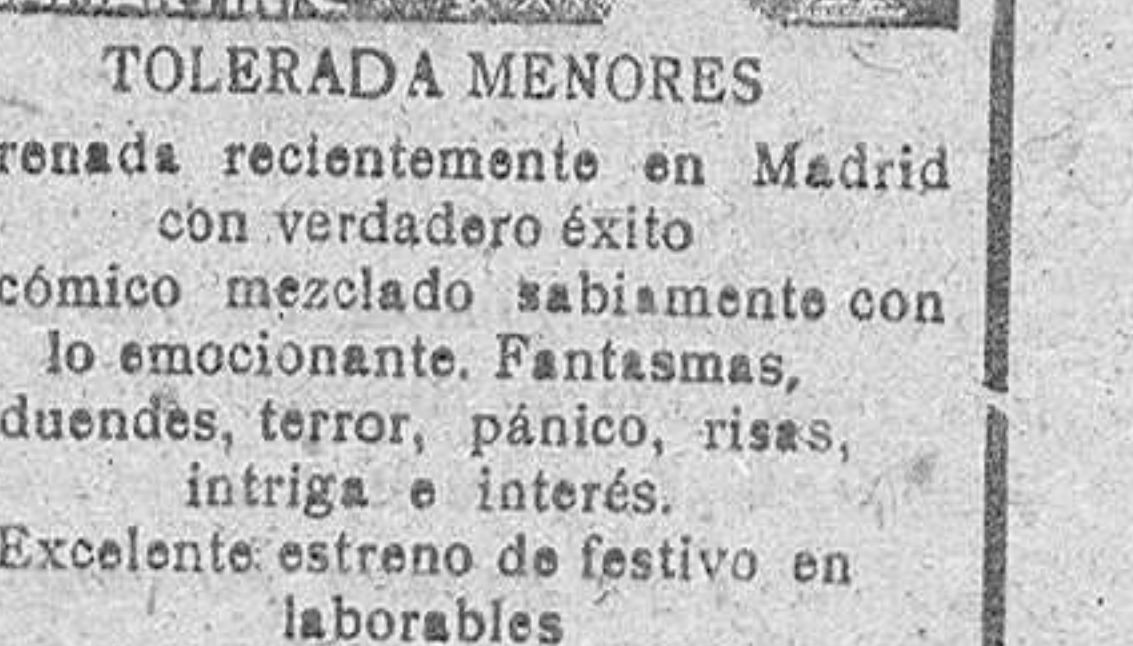 TOLERADA MENORES
renada recientemente en Madrid
con verdadero éxito
cómico mezclado sabiamente con
lo emocionante. Fantasmas,
duendes, terror, pánico, risas,
intriga e interés.
Excelente estreno de festivo en
laborables